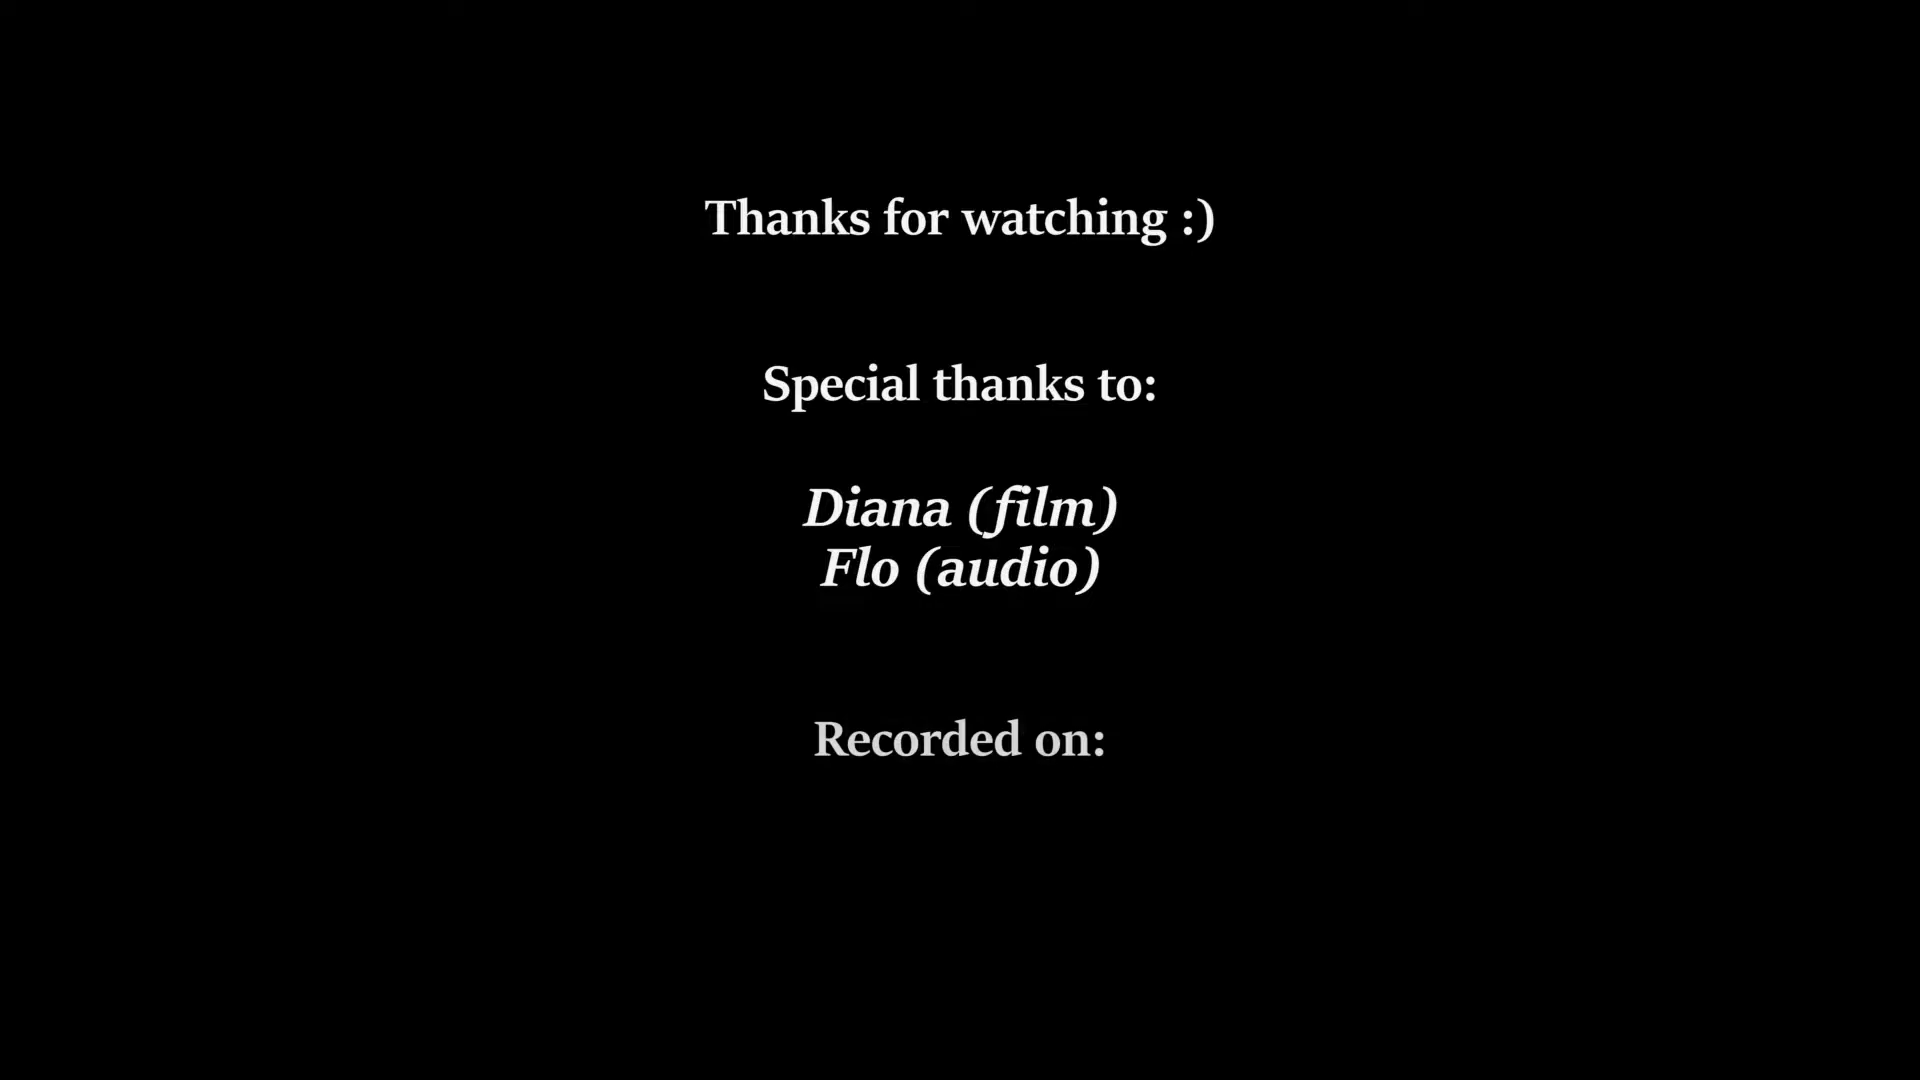 Thanks for watching :)
Special thanks to:
Diana (film)
Flo (audio)
Recorded on: